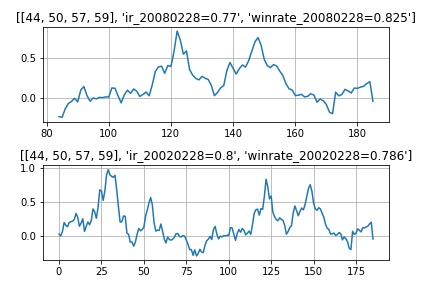 [[44, 50, 57, 59], 'ir_20080228=0.77', 'winrate_20080228=0.825']
0.5
0.0
80 100 120 140 160 180
[[44, 50, 57, 59], 'ir_20020228=0.8', 'winrate_20020228=0.786']
1.0
0.5
0.0
0 25 50 75 100 125 150 175